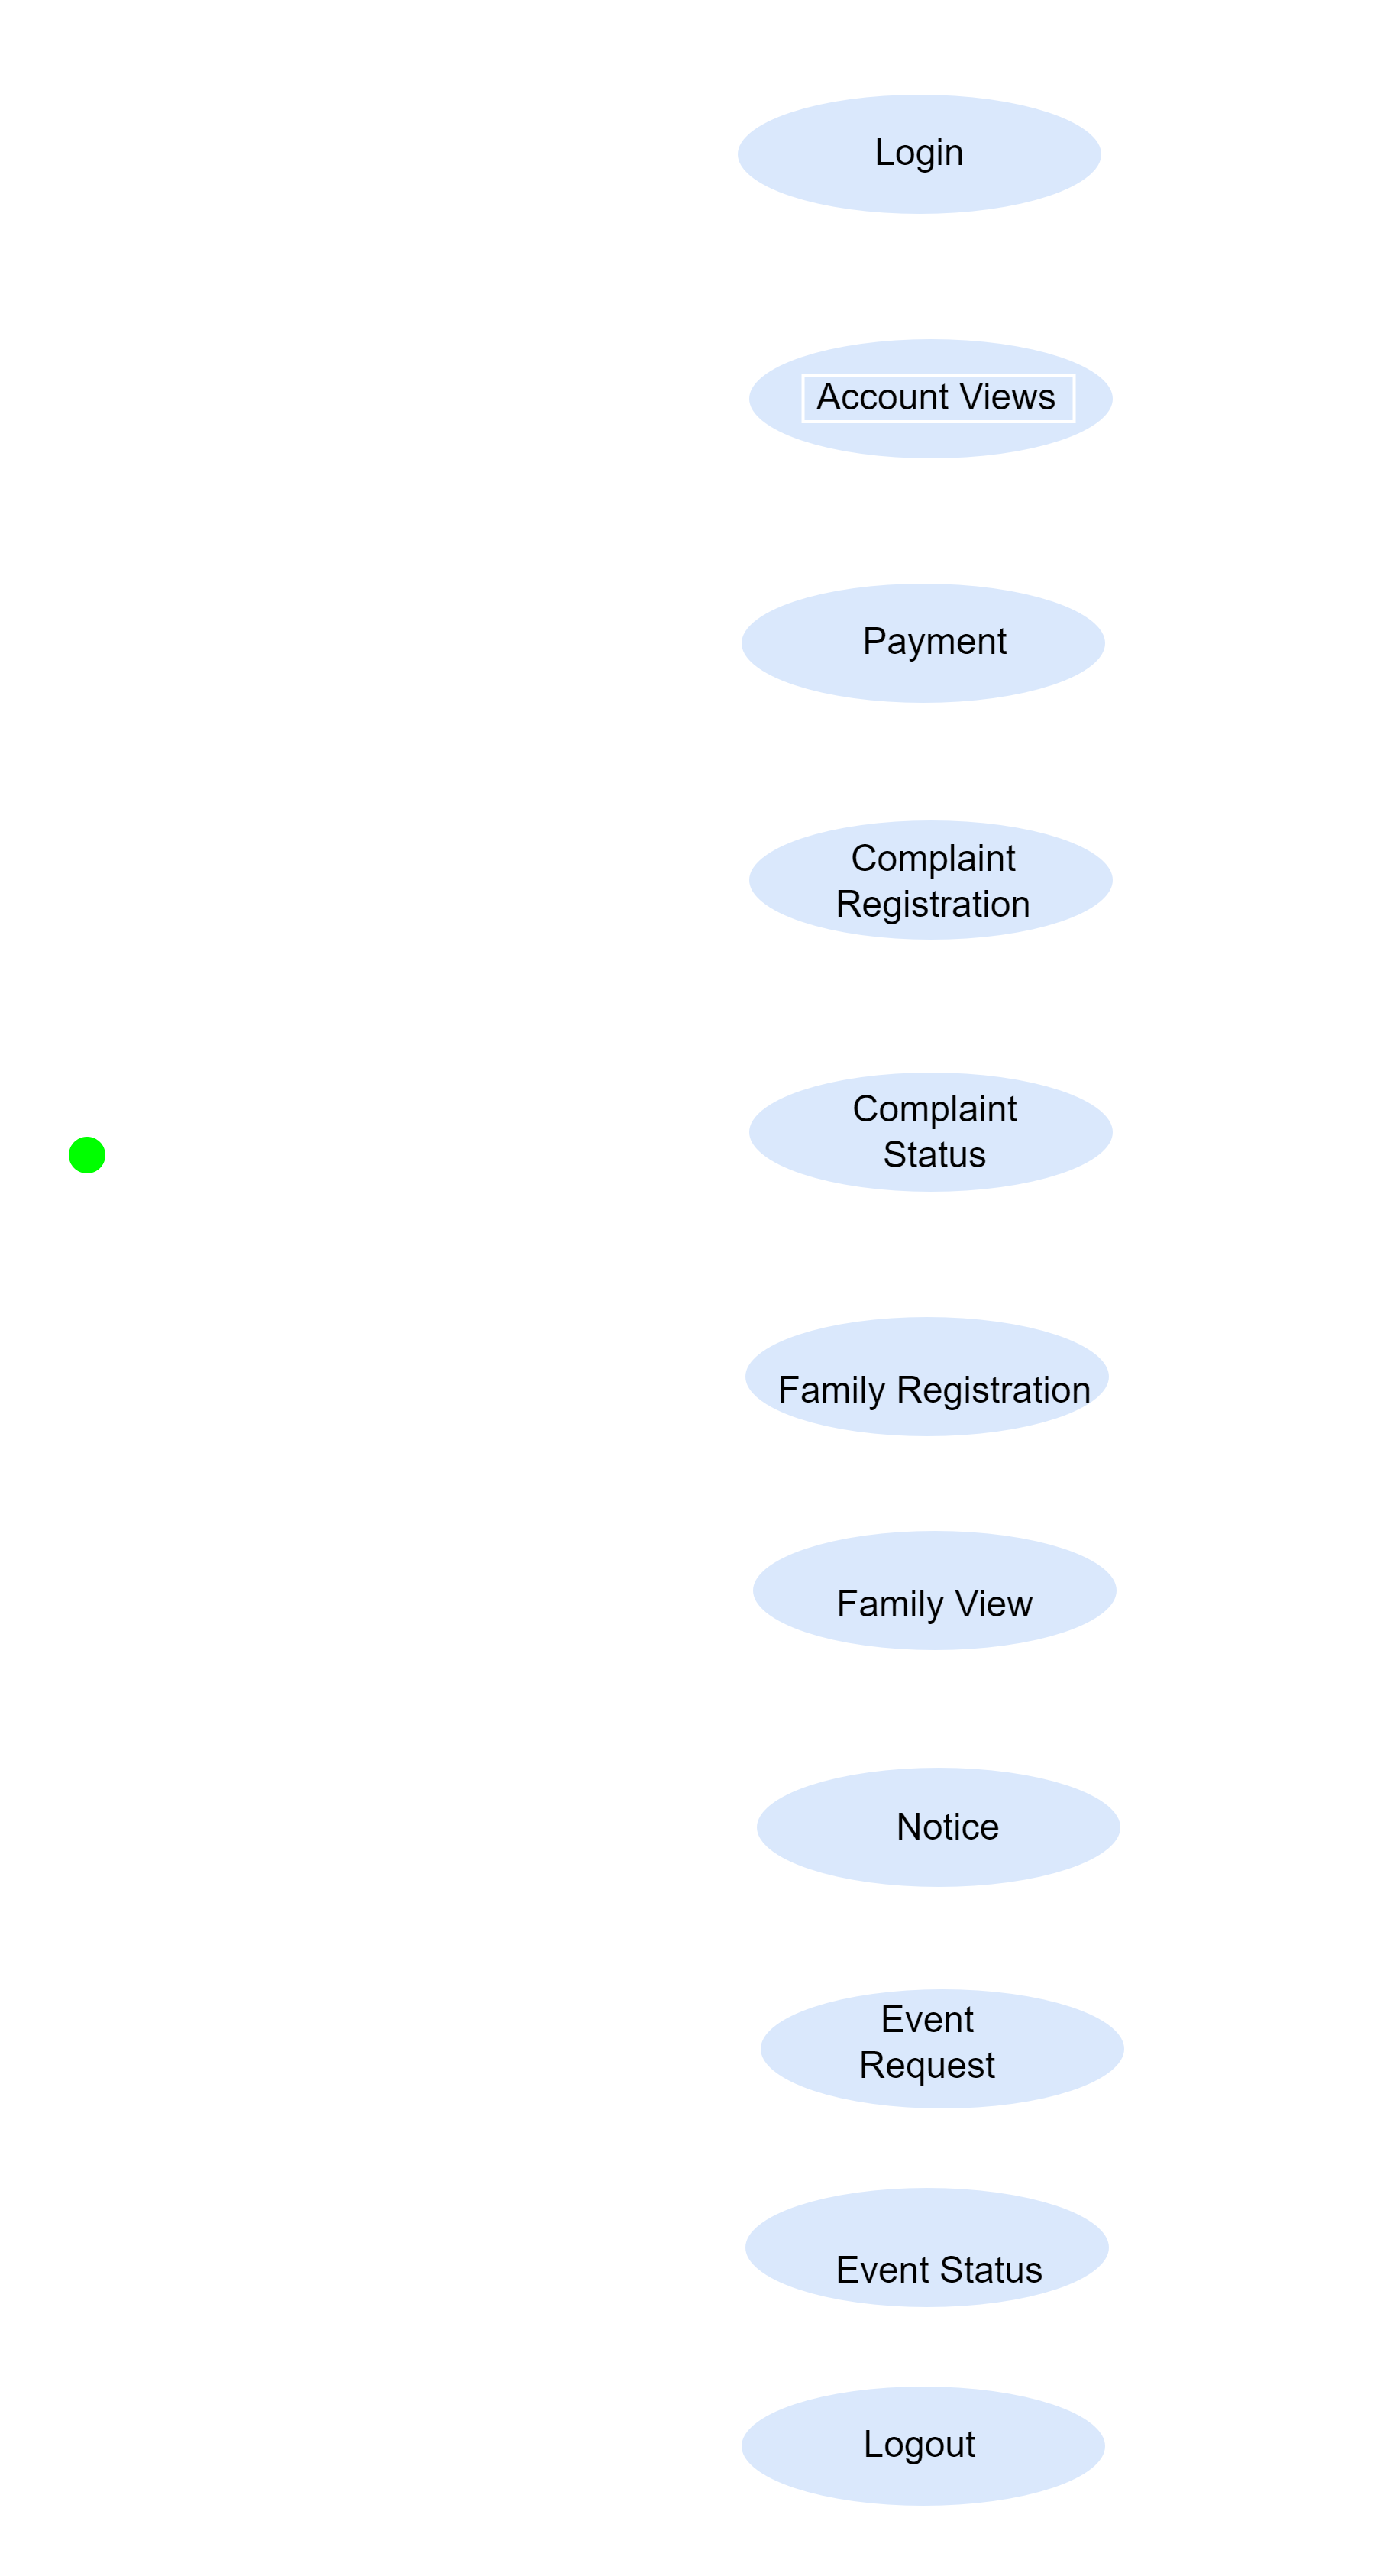 Login
Account Views
Payment
Complaint
Registration
Complaint
Status
Family Registration
Family View
Notice
Event
Request
Event Status
Logout